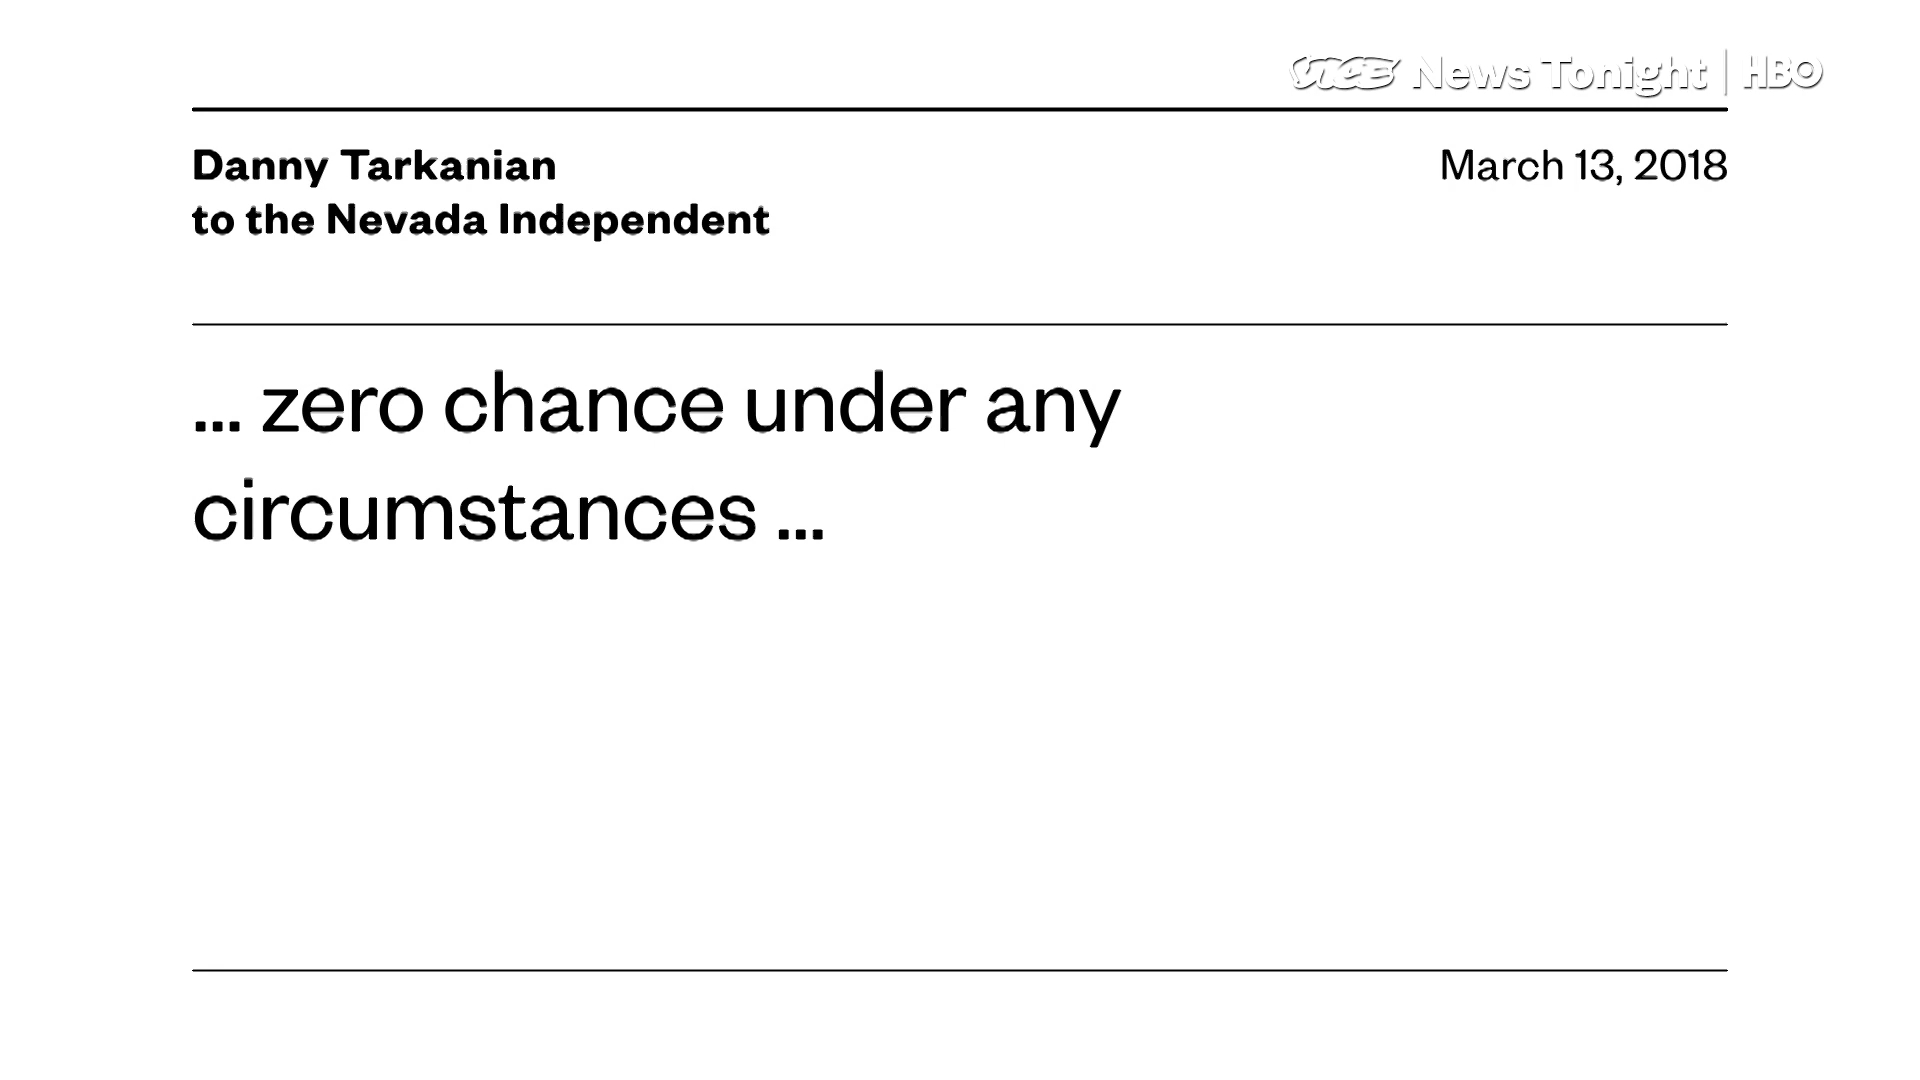 VICE News Tonight | HBO
Danny Tarkanian
to the Nevada Independent
March 13, 2018
... zero chance under any
circumstances ...